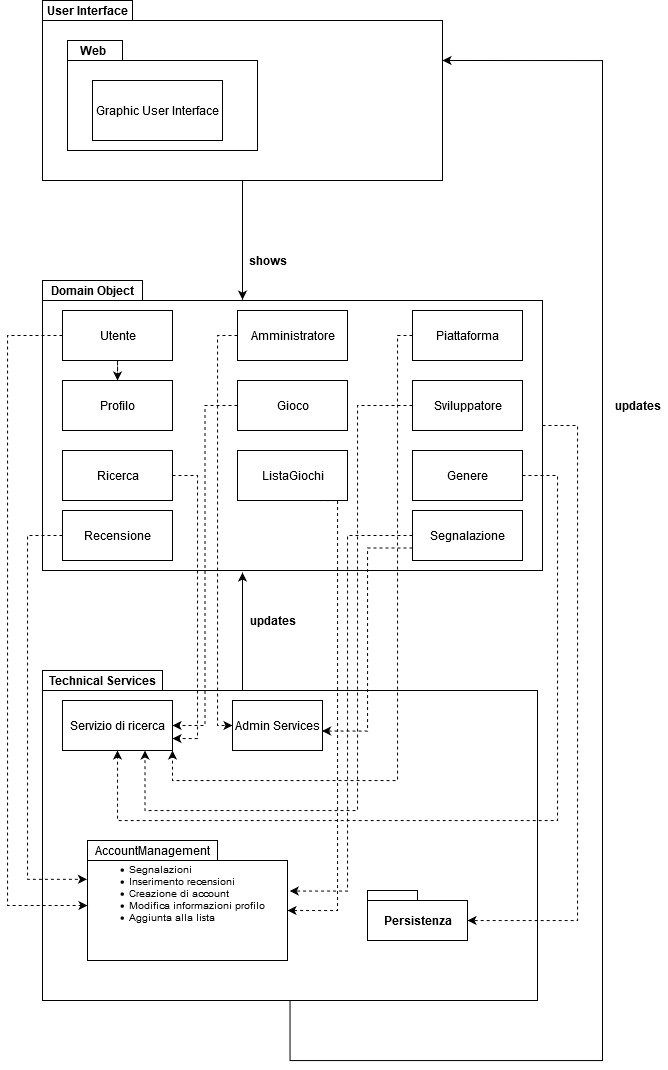 User Interface
Web
Graphic User Interface
shows
Domain Object
Utente
Amministratore
Piattaforma
Profilo
Gioco
Sviluppatore
updates
Ricerca
ListaGiochi
Genere
Recensione
Segnalazione
updates
Technical Services
Servizio di ricerca
Admin Services
AccountManagement
• Segnalazioni
• Inserimento recensioni
• Creazione di account
• Modifica informazioni profilo
• Aggiunta alla lista
Persistenza